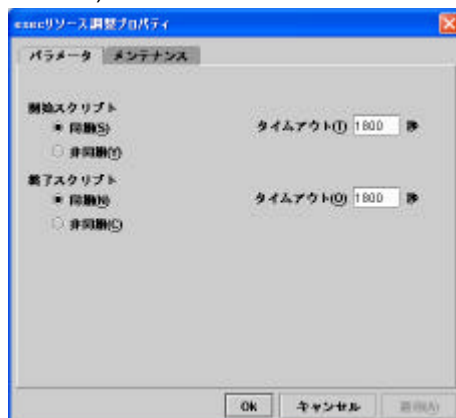 execリソース調整プロパティ
パラメータ メンテナンス
開始スクリプト
同期(S) タイムアウト(T) 1800 秒
非同期(Y)
終了スクリプト
同期(N) タイムアウト(O) 1800 秒
非同期(C)
OK キャンセル 適用(A)